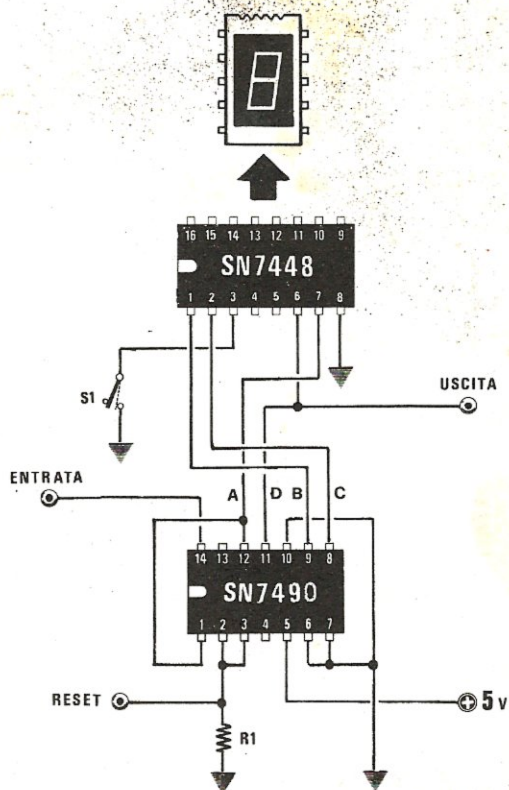 16 15 14 13 12 11 10 9
SN7448
1 2 3 4 5 6 7 8
S1
USCITA
ENTRATA
A D B C
14 13 12 11 10 9 8
SN7490
1 2 3 4 5 6 7
RESET
5 V
R1